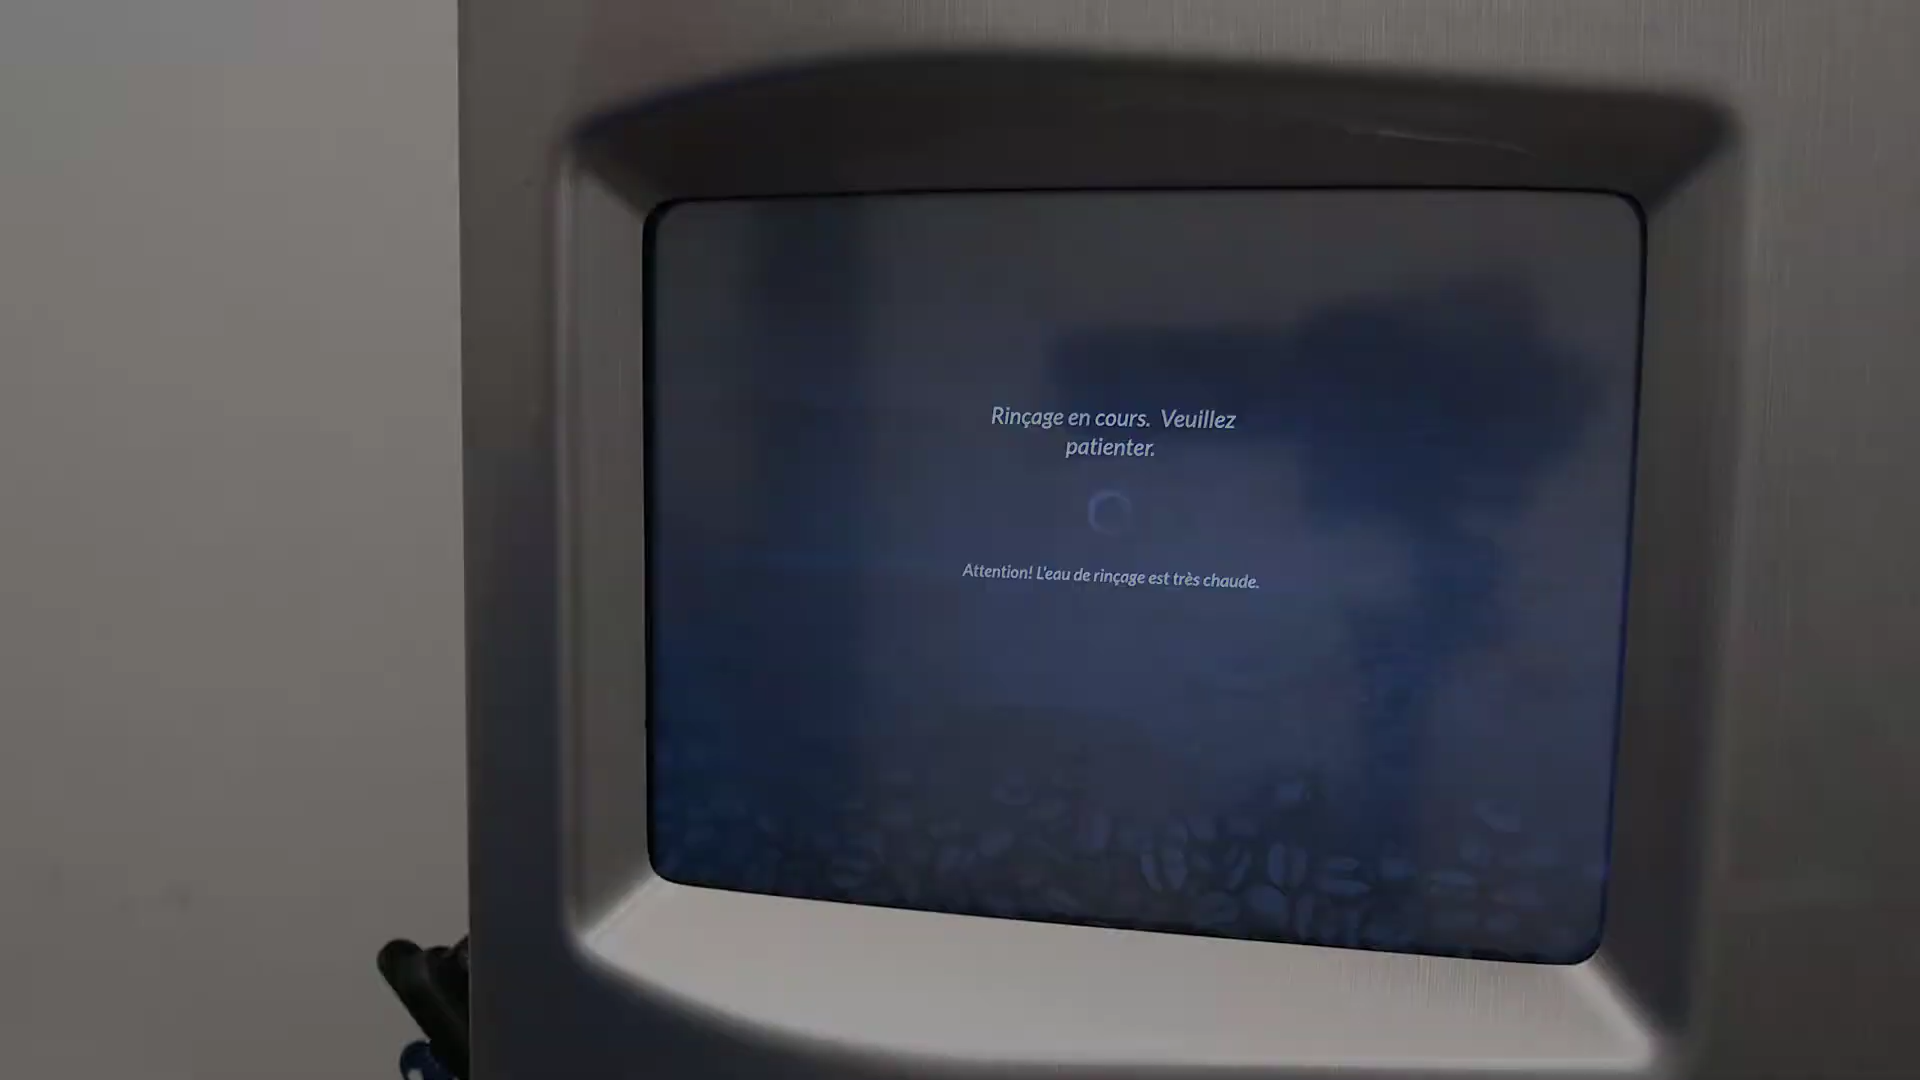 Rinçage en cours. Veuillez
patienter.
Attention! L'eau de rinçage est très chaude.